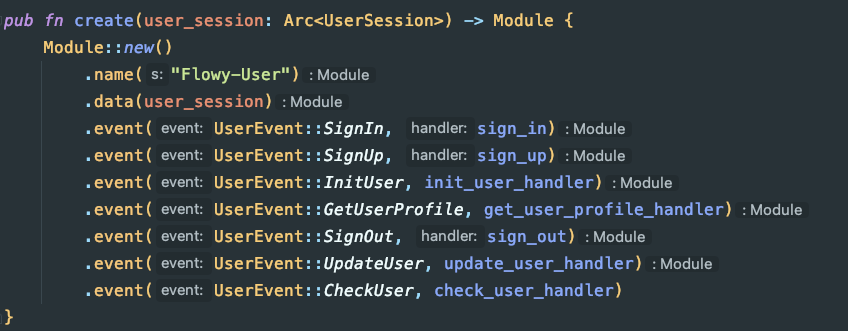 pub fn create(user_session: Arc<UserSession>) -> Module {
    Module::new()
        .name( s: "Flowy-User") : Module
        .data(user_session) : Module
        .event( event: UserEvent::SignIn, handler: sign_in) : Module
        .event( event: UserEvent::SignUp, handler: sign_up) : Module
        .event( event: UserEvent::InitUser, init_user_handler) : Module
        .event( event: UserEvent::GetUserProfile, get_user_profile_handler) : Module
        .event( event: UserEvent::SignOut, handler: sign_out) : Module
        .event( event: UserEvent::UpdateUser, update_user_handler) : Module
        .event( event: UserEvent::CheckUser, check_user_handler)
}